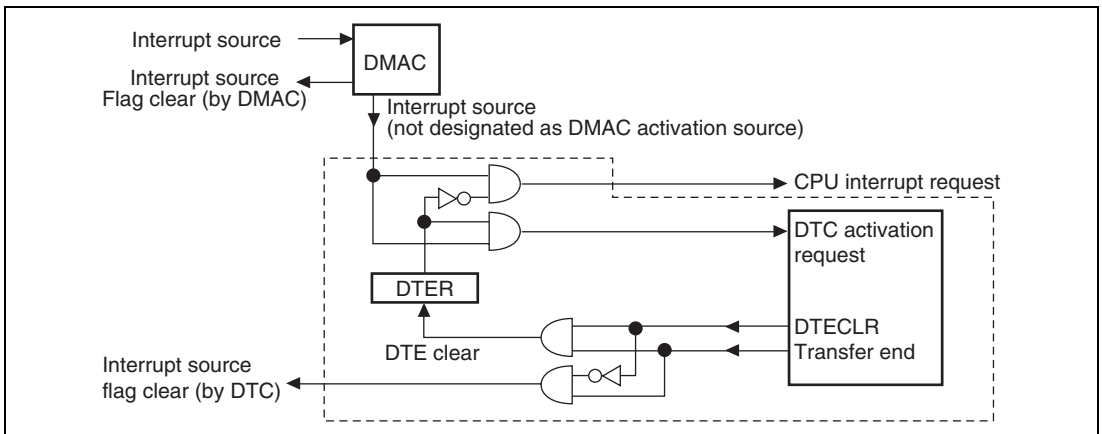 Interrupt source
DMAC
Interrupt source
Flag clear (by DMAC)
Interrupt source
(not designated as DMAC activation source)
CPU interrupt request
DTC activation
request
DTER
DTECLR
DTE clear
Transfer end
Interrupt source
flag clear (by DTC)